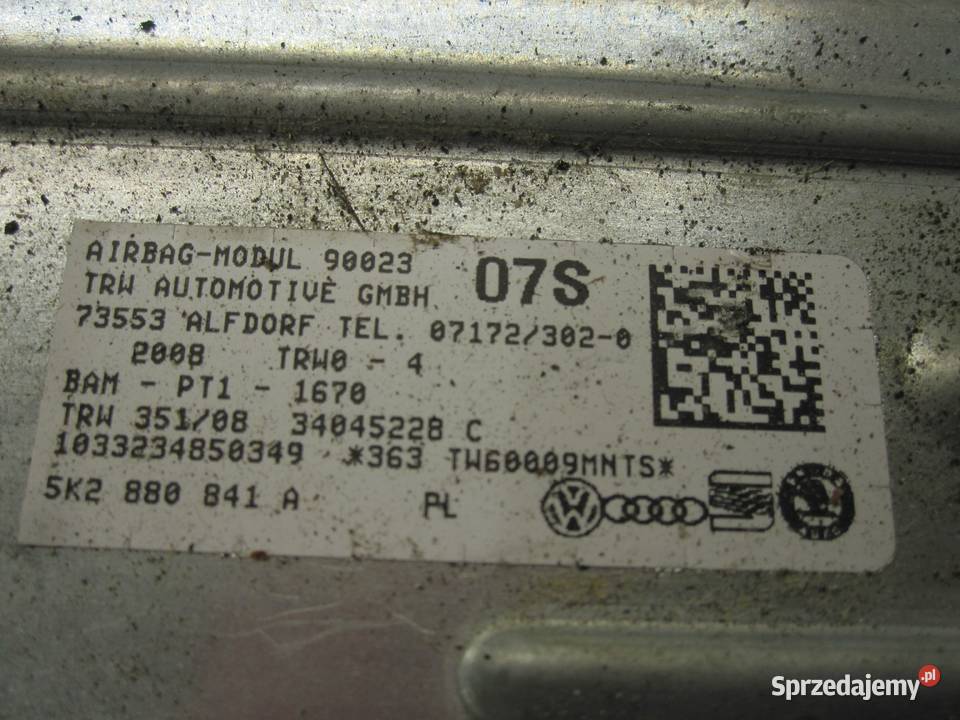 AIRBAG-MODUL 90023 07S
TRW AUTOMOTIVE GMBH
73553 ALFDORF TEL. 07172/302-0
2008 TRW0 - 4
BAM - PT1 - 1670
TRW 351/08 34045228 C
1033234850349 *363 TW60009MNTS*
5K2 880 841 A PL
Sprzedajemy.pl